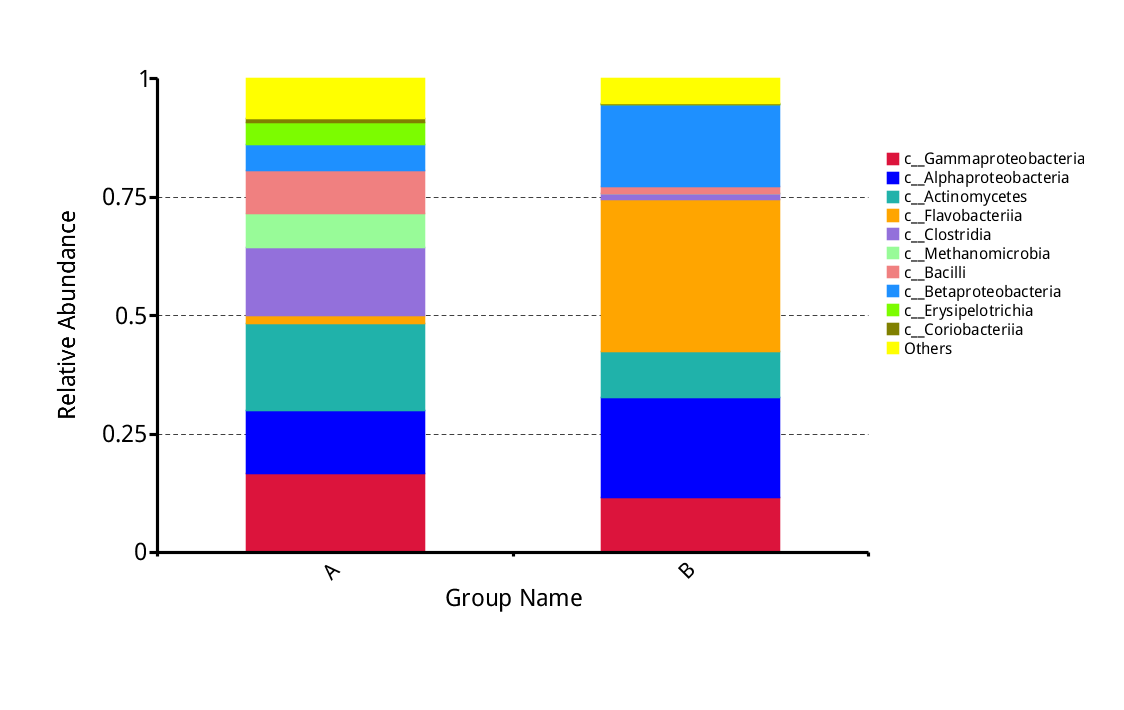 1
0.75
0.5
0.25
0
Relative Abundance
A
B
Group Name
c__Gammaproteobacteria
c__Alphaproteobacteria
c__Actinomycetes
c__Flavobacteriia
c__Clostridia
c__Methanomicrobia
c__Bacilli
c__Betaproteobacteria
c__Erysipelotrichia
c__Coriobacteriia
Others